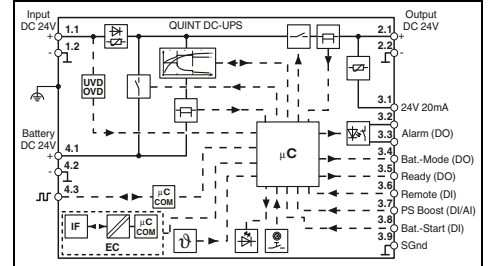 Input
DC 24V
QUINT DC-UPS
Output
DC 24V
1.1
+
1.2
-
2.1
+
2.2
-
UVD
OVD
3.1
24V 20mA
3.2
3.3
Alarm (DO)
Battery
DC 24V
4.1
+
4.2
-
4.3
µC
3.4
Bat.-Mode (DO)
3.5
Ready (DO)
3.6
Remote (DI)
3.7
PS Boost (DI/AI)
3.8
Bat.-Start (DI)
3.9
SGnd
µC
COM
IF
µC
COM
EC
ϑ